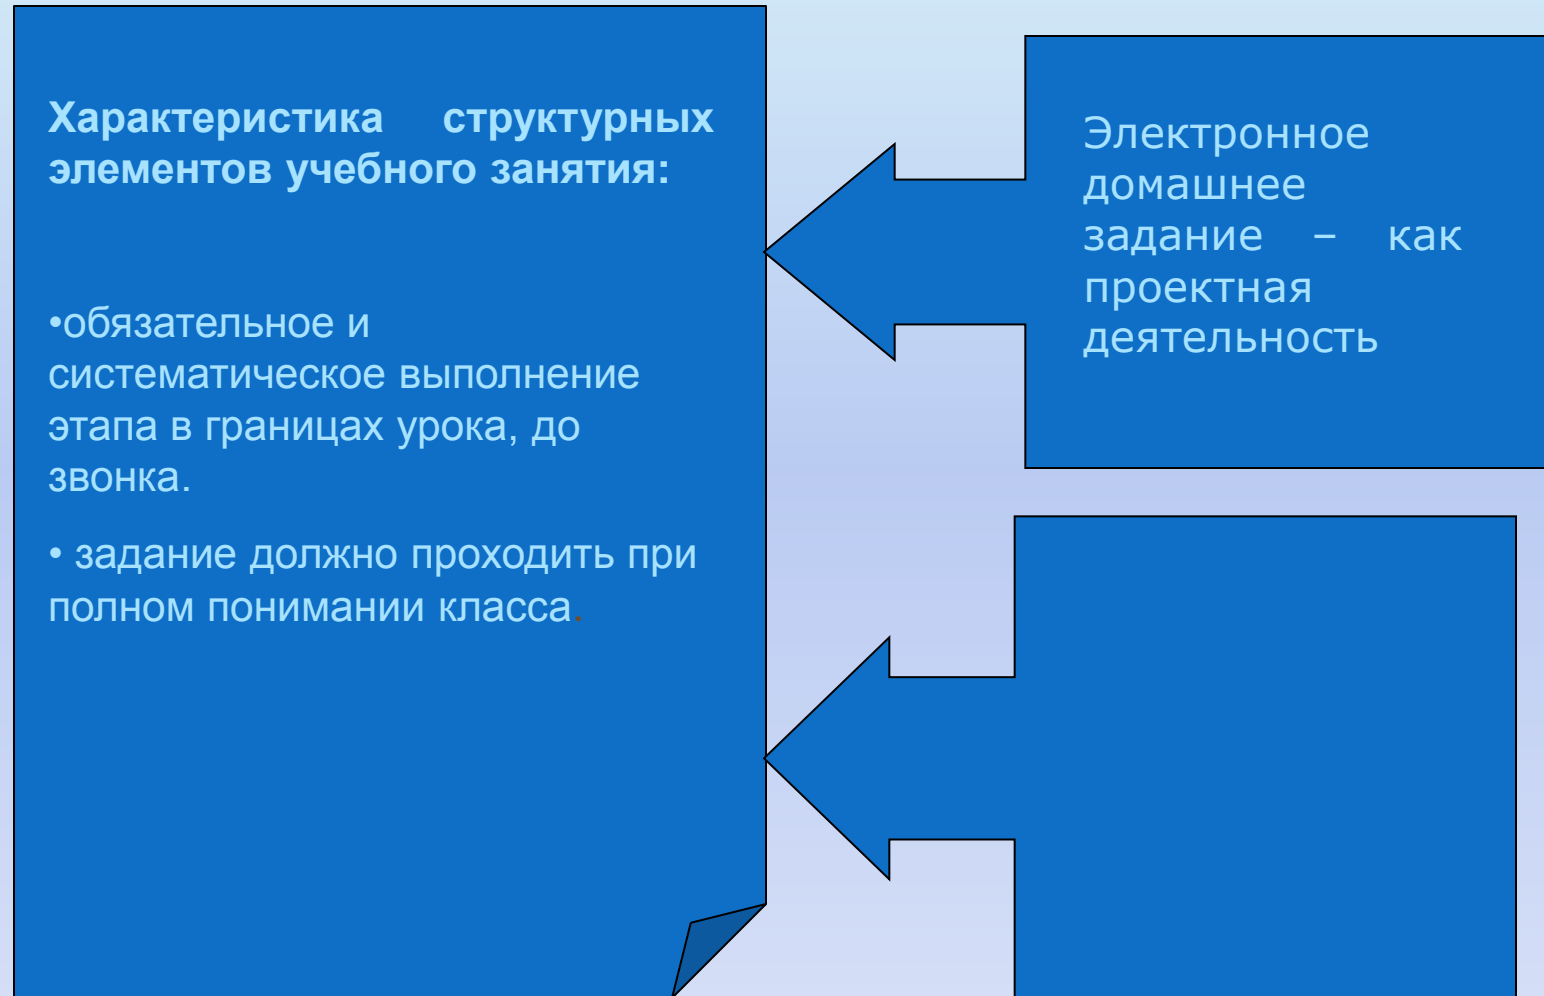 Характеристика структурных
элементов учебного занятия:
•обязательное и
систематическое выполнение
этапа в границах урока, до
звонка.
• задание должно проходить при
полном понимании класса.
Электронное
домашнее
задание – как
проектная
деятельность